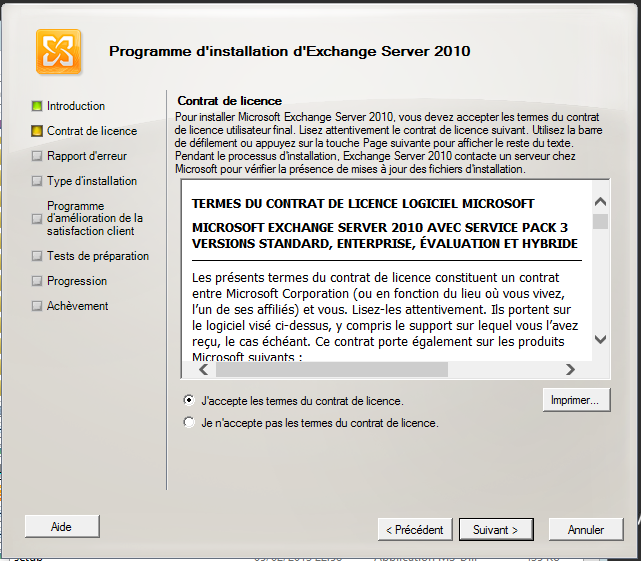 Programme d'installation d'Exchange Server 2010
Introduction
Contrat de licence
Rapport d'erreur
Type d'installation
Programme
d'amélioration de la
satisfaction client
Tests de préparation
Progression
Achèvement
Contrat de licence
Pour installer Microsoft Exchange Server 2010, vous devez accepter les termes du contrat
de licence utilisateur final. Lisez attentivement le contrat de licence suivant. Utilisez la barre
de défilement ou appuyez sur la touche Page suivante pour afficher le reste du texte.
Pendant le processus d'installation, Exchange Server 2010 contacte un serveur chez
Microsoft pour vérifier la présence de mises à jour des fichiers d'installation.
TERMES DU CONTRAT DE LICENCE LOGICIEL MICROSOFT
MICROSOFT EXCHANGE SERVER 2010 AVEC SERVICE PACK 3
VERSIONS STANDARD, ENTERPRISE, ÉVALUATION ET HYBRIDE
Les présents termes du contrat de licence constituent un contrat
entre Microsoft Corporation (ou en fonction du lieu où vous vivez,
l'un de ses affiliés) et vous. Lisez-les attentivement. Ils portent sur
le logiciel visé ci-dessus, y compris le support sur lequel vous l'avez
reçu, le cas échéant. Ce contrat porte également sur les produits
Microsoft suivants :
J'accepte les termes du contrat de licence.
Imprimer...
Je n'accepte pas les termes du contrat de licence.
Aide
< Précédent
Suivant >
Annuler